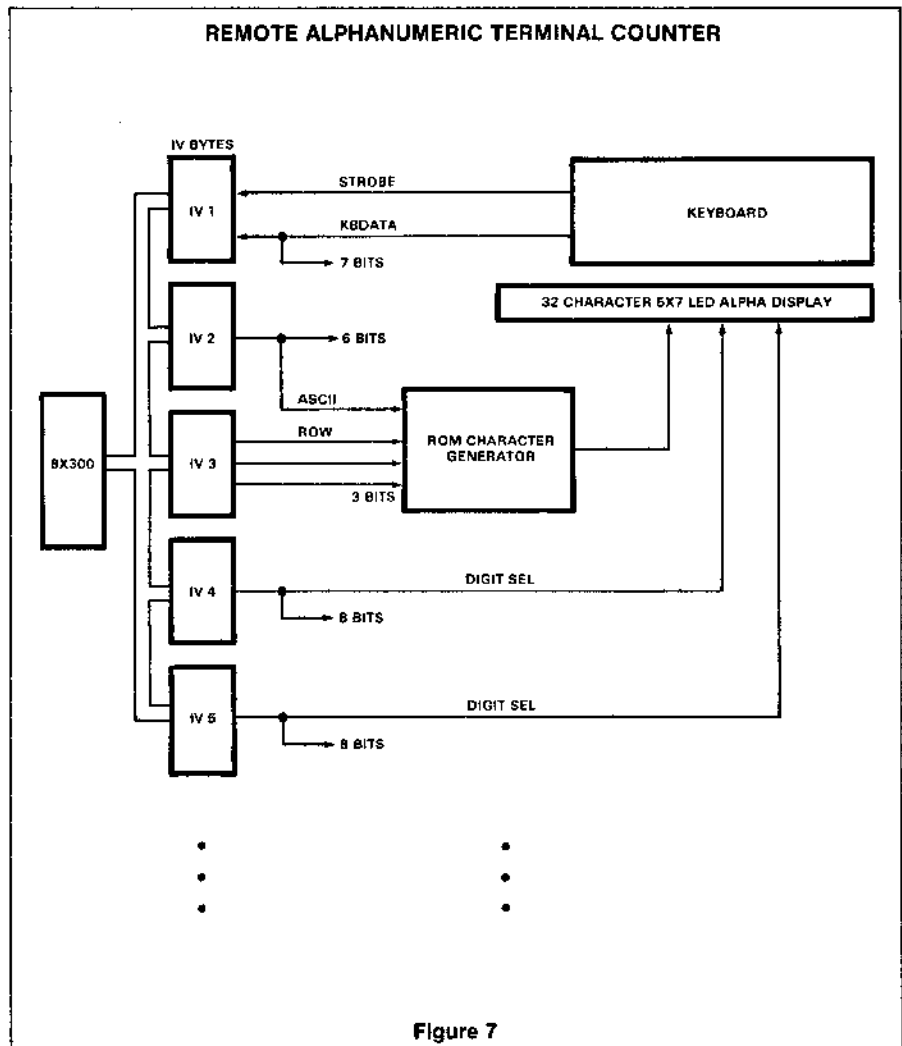 REMOTE ALPHANUMERIC TERMINAL COUNTER
IV BYTES
IV 1
STROBE
KBDATA
7 BITS
KEYBOARD
32 CHARACTER 5X7 LED ALPHA DISPLAY
IV 2
6 BITS
ASCII
ROW
IV 3
3 BITS
ROM CHARACTER
GENERATOR
8X300
IV 4
DIGIT SEL
8 BITS
IV 5
DIGIT SEL
8 BITS
Figure 7